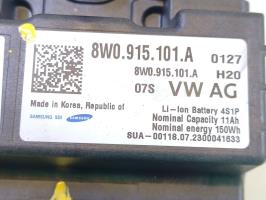 8W0.915.101.A 0127
8W0.915.101.A H20
07S VW AG
Made in Korea, Republic of
Li-Ion Battery 4S1P
SAMSUNG SDI SAMSUNG
Nominal Capacity 11Ah
Nominal energy 150Wh
SUA-00118.07.2300041633